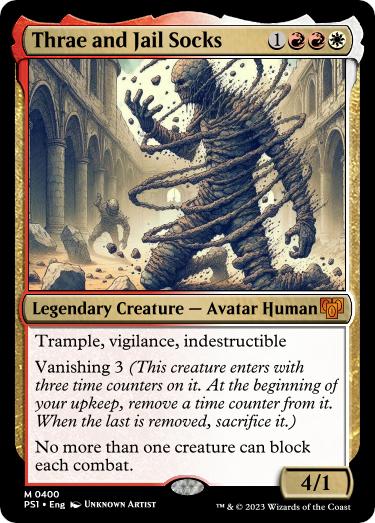 Thrae and Jail Socks 1
Legendary Creature — Avatar Human
Trample, vigilance, indestructible
Vanishing 3 (This creature enters with
three time counters on it. At the beginning of
your upkeep, remove a time counter from it.
When the last is removed, sacrifice it.)
No more than one creature can block
each combat.
4/1
M 0400
PS1 • Eng Unknown Artist
™ & © 2023 Wizards of the Coast